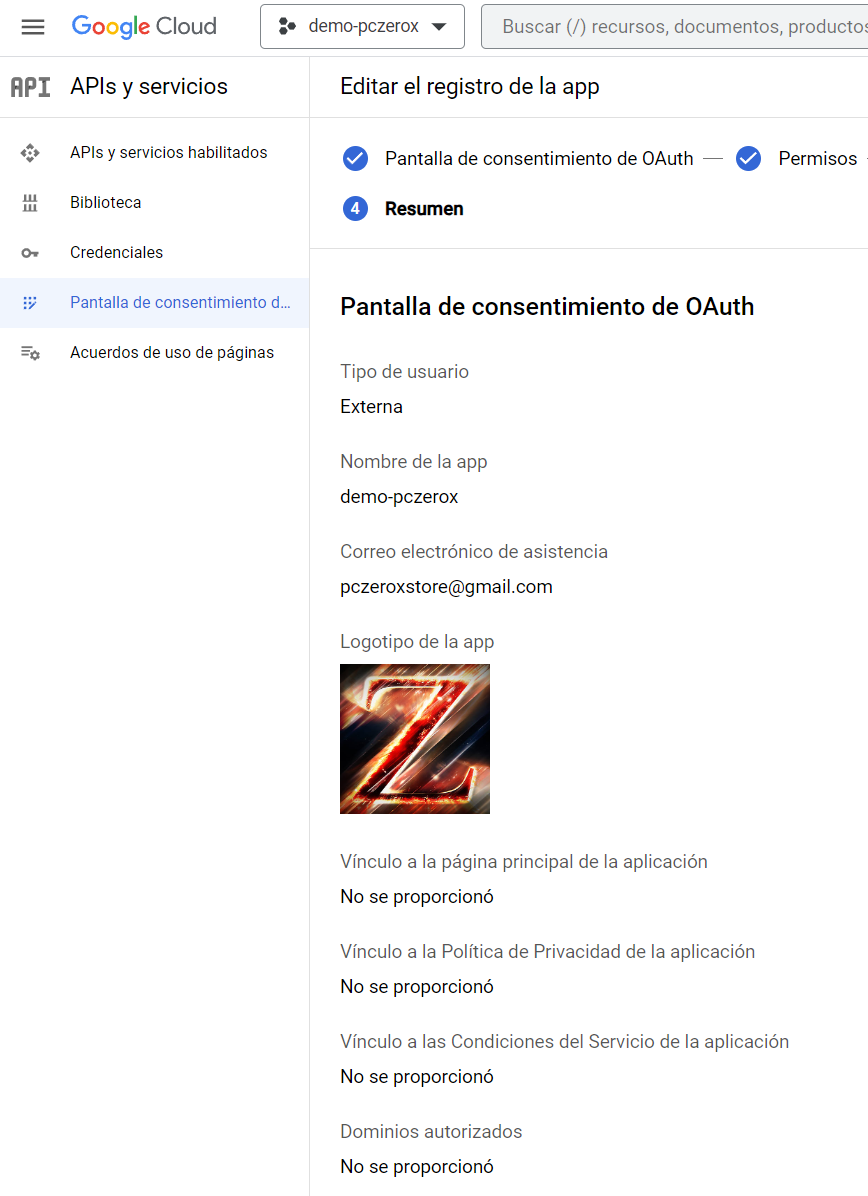 Google Cloud
demo-pczerox
Buscar (/) recursos, documentos, productos
API
APIs y servicios
Editar el registro de la app
APIs y servicios habilitados
Biblioteca
Credenciales
Pantalla de consentimiento d...
Acuerdos de uso de páginas
Pantalla de consentimiento de OAuth
Permisos
4 Resumen
Pantalla de consentimiento de OAuth
Tipo de usuario
Externa
Nombre de la app
demo-pczerox
Correo electrónico de asistencia
pczeroxstore@gmail.com
Logotipo de la app
Z
Vínculo a la página principal de la aplicación
No se proporcionó
Vínculo a la Política de Privacidad de la aplicación
No se proporcionó
Vínculo a las Condiciones del Servicio de la aplicación
No se proporcionó
Dominios autorizados
No se proporcionó